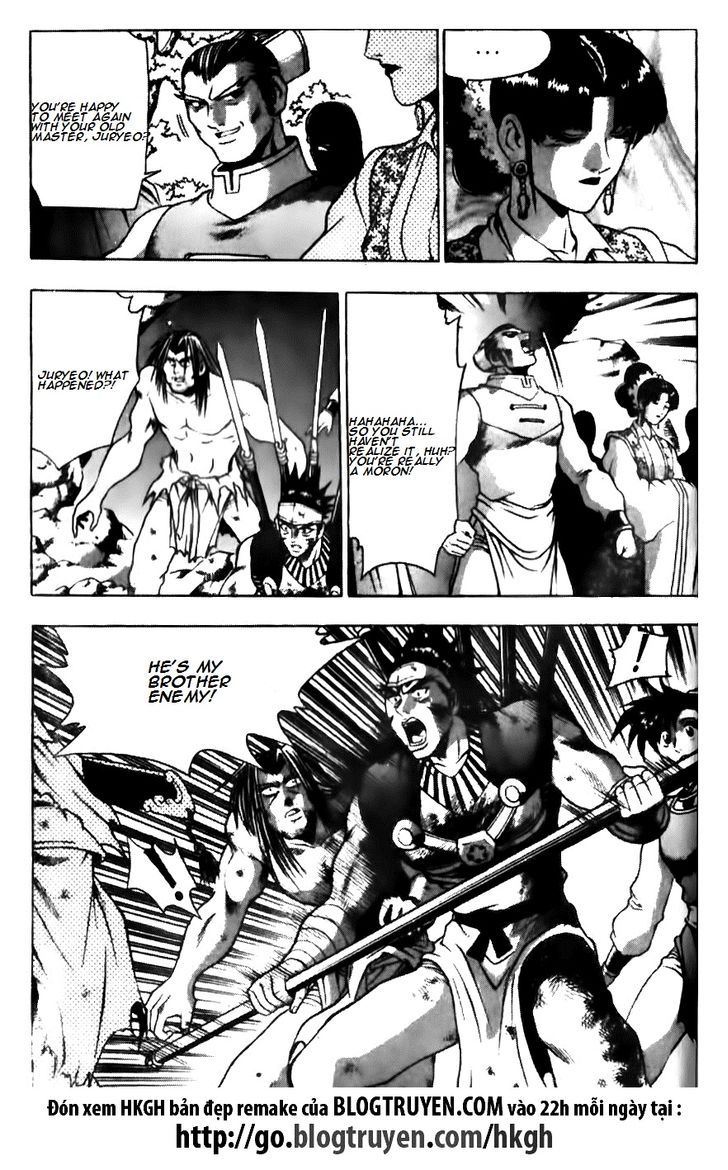 YOU'RE HAPPY
TO MEET AGAIN
WITH YOUR OLD
MASTER, JURYEO?
...
JURYEO! WHAT
HAPPENED?!
HAHAHAHA...
SO YOU STILL
HAVEN'T
REALIZE IT, HUH?
YOU'RE REALLY
A MORON!
HE'S MY
BROTHER
ENEMY!
!
!
Đón xem HKGH bản đẹp remake của BLOGTRUYEN.COM vào 22h mỗi ngày tại :
http://go.blogtruyen.com/hkgh